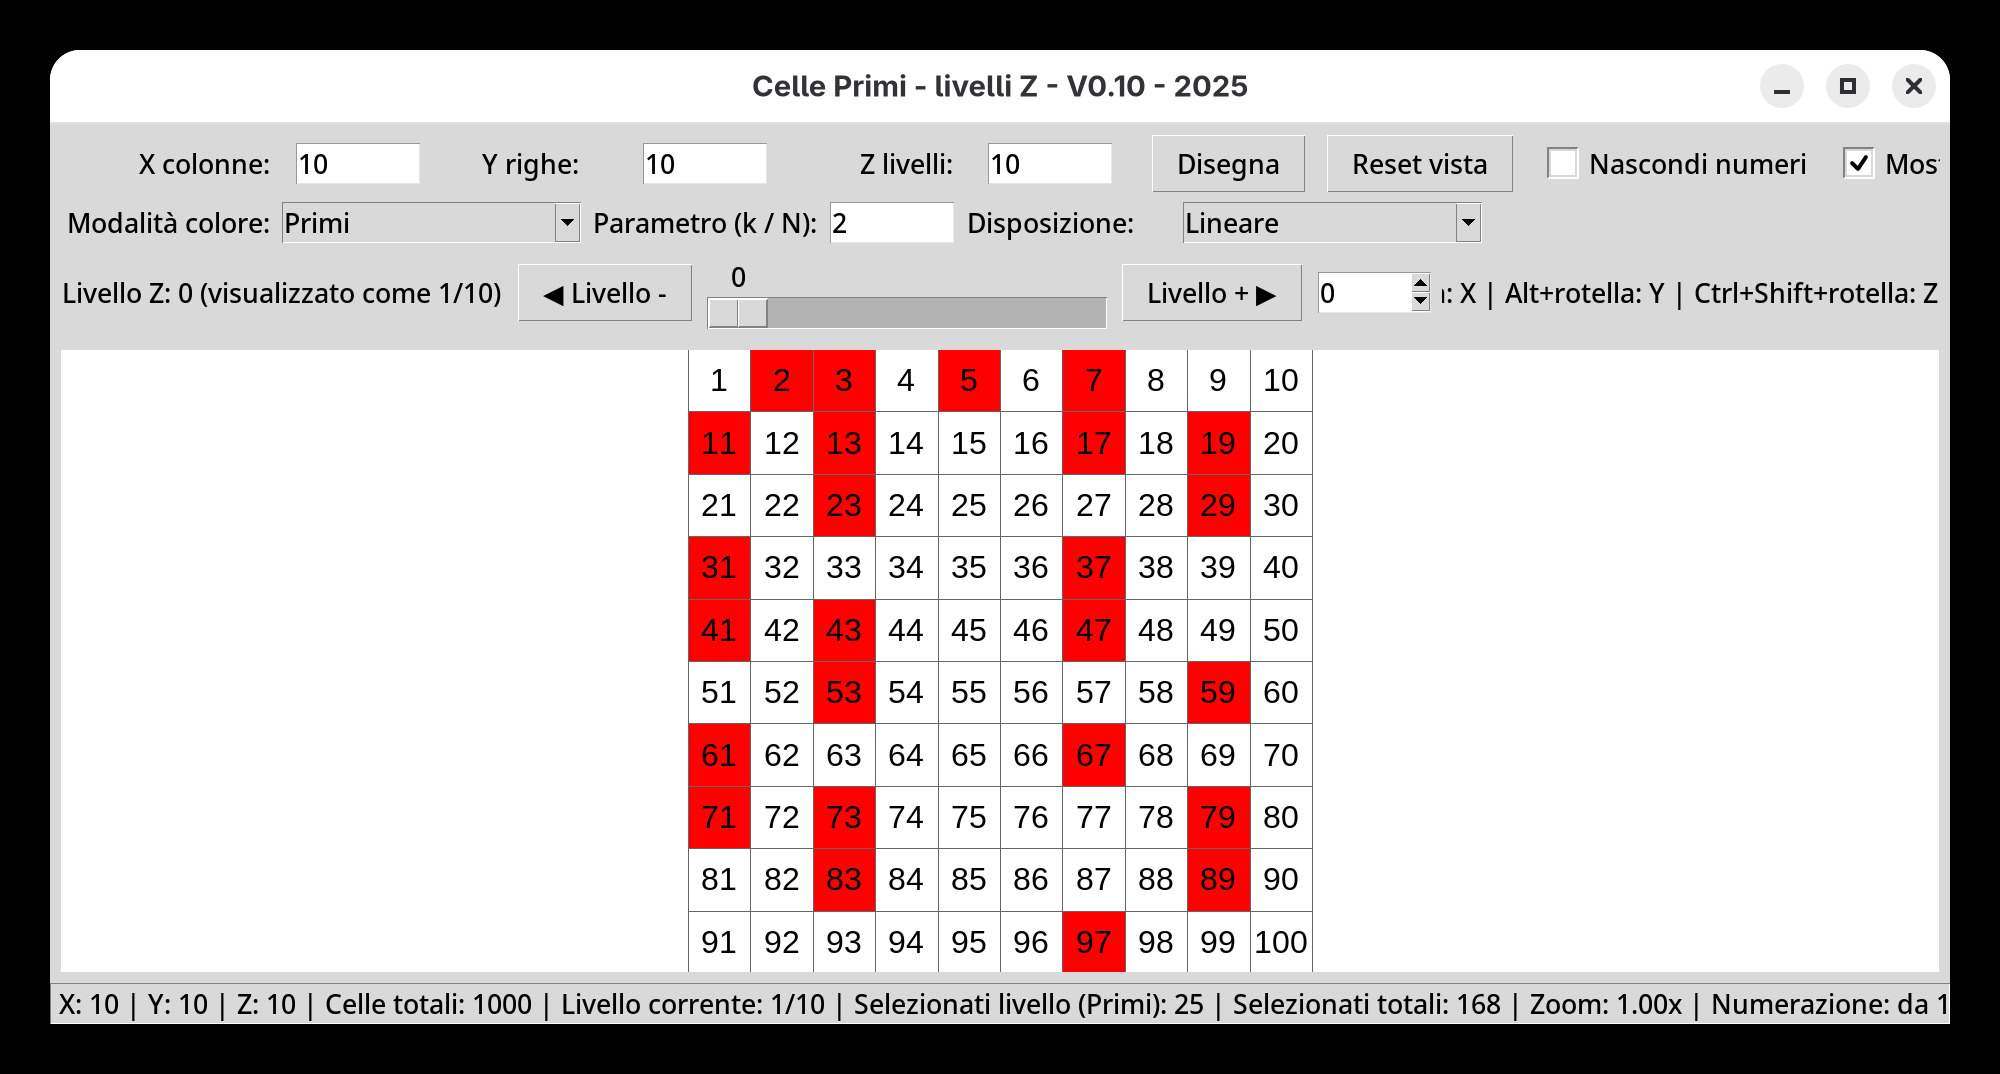 Celle Primi - livelli Z - V0.10 - 2025
X colonne: 10 Y righe: 10 Z livelli: 10 Disegna Reset vista Nascondi numeri
Modalità colore: Primi Parametro (k / N): 2 Disposizione: Lineare
0
Livello Z: 0 (visualizzato come 1/10) ◀ Livello - Livello + ▶ 0 : X | Alt+rotella: Y | Ctrl+Shift+rotella: Z
1 2 3 4 5 6 7 8 9 10
11 12 13 14 15 16 17 18 19 20
21 22 23 24 25 26 27 28 29 30
31 32 33 34 35 36 37 38 39 40
41 42 43 44 45 46 47 48 49 50
51 52 53 54 55 56 57 58 59 60
61 62 63 64 65 66 67 68 69 70
71 72 73 74 75 76 77 78 79 80
81 82 83 84 85 86 87 88 89 90
91 92 93 94 95 96 97 98 99 100
X: 10 | Y: 10 | Z: 10 | Celle totali: 1000 | Livello corrente: 1/10 | Selezionati livello (Primi): 25 | Selezionati totali: 168 | Zoom: 1.00x | Numerazione: da 1